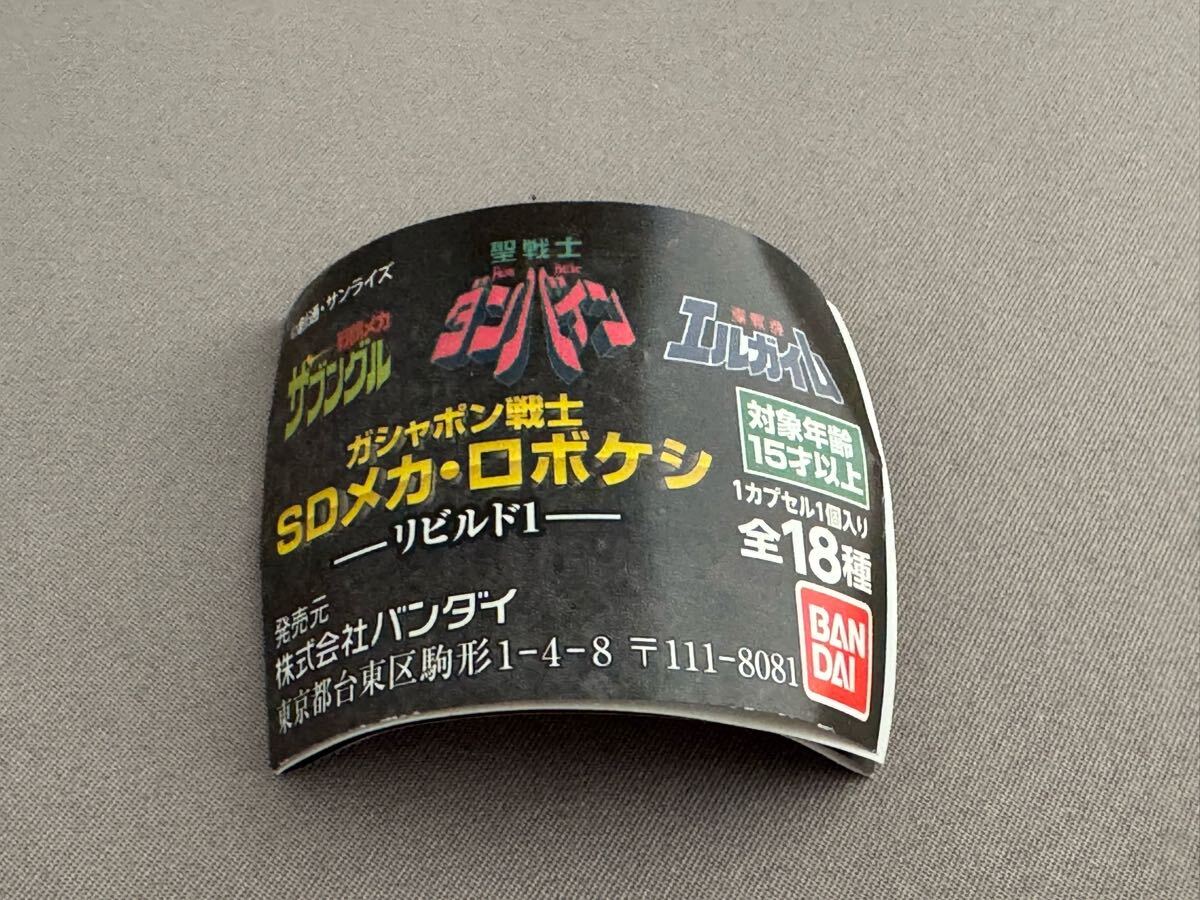 ・サンライズ
戦闘メカ
ザブングル
聖戦士
ダンバイン
エルガイム
ガシャポン戦士
SDメカ・ロボケシ
―リビルド1―
対象年齢
15才以上
1カプセル1個入り
全18種
発売元
株式会社バンダイ
東京都台東区駒形1-4-8 〒111-8081
BAN
DAI